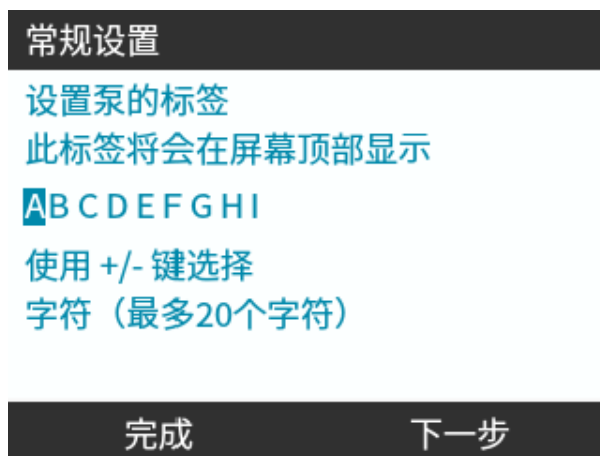 常规设置
设置泵的标签
此标签将会在屏幕顶部显示
A B C D E F G H I
使用 +/- 键选择
字符（最多20个字符）
完成 下一步